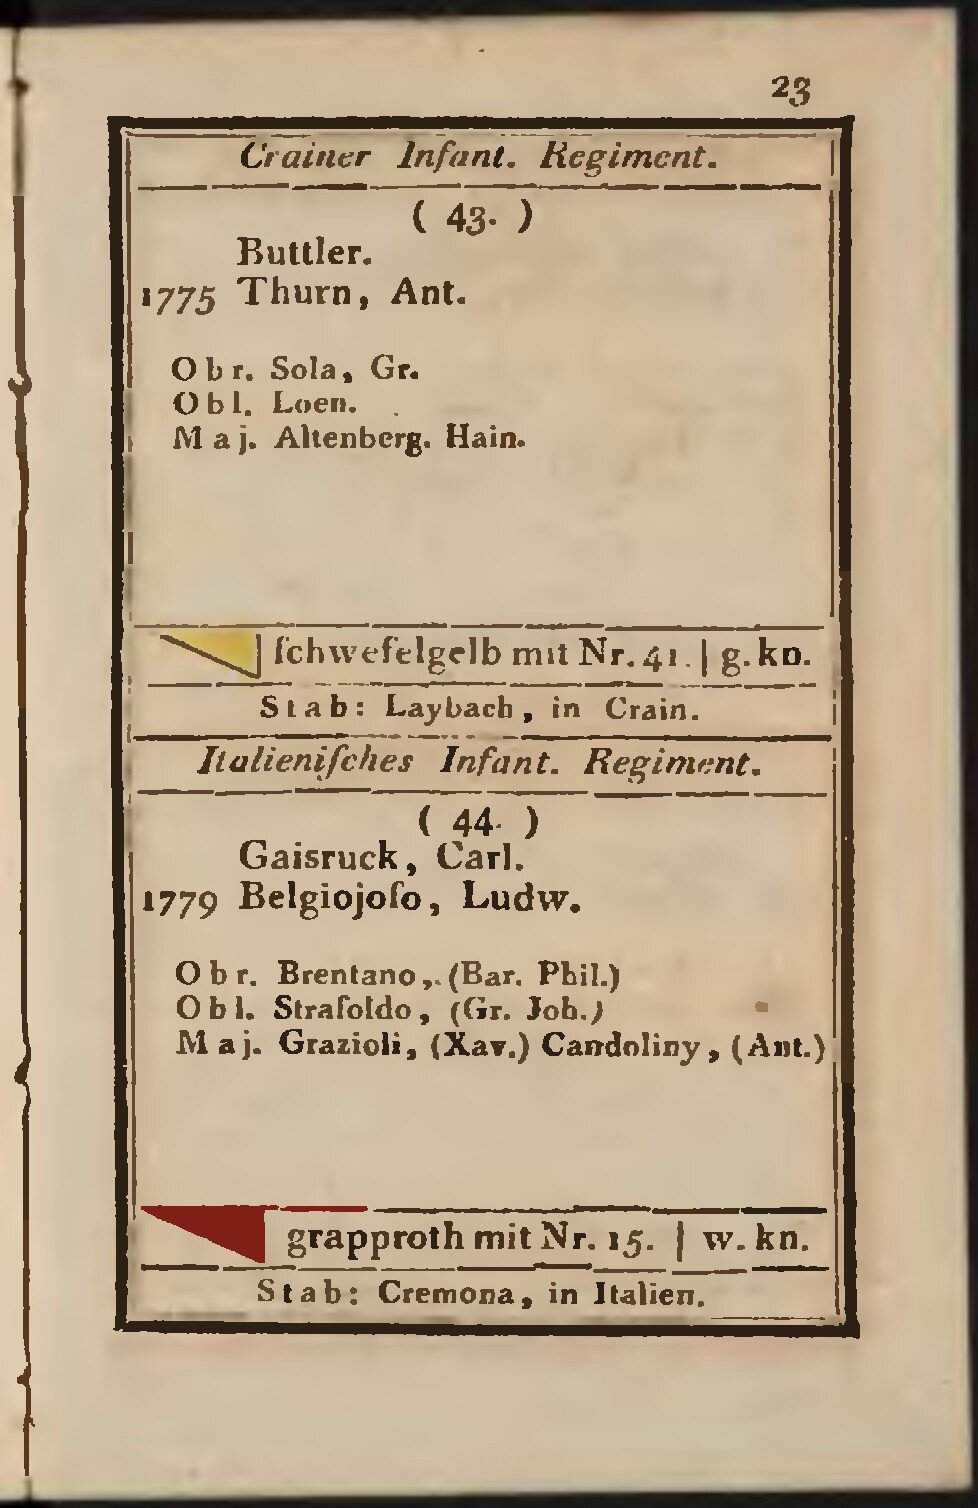 23
Crainer Infant. Regiment.
( 43. )
Buttler.
1775 Thurn, Ant.
Obr. Sola, Gr.
Obl. Loen.
Maj. Altenberg. Hain.
ſchwefelgelb mit Nr. 41. | g. kn.
Stab: Laybach, in Crain.
Italieniſches Infant. Regiment.
( 44. )
Gaisruck, Carl.
1779 Belgiojoſo, Ludw.
Obr. Brentano, (Bar. Phil.)
Obl. Straſoldo, (Gr. Joh.)
Maj. Grazioli, (Xav.) Candoliny, (Ant.)
grapproth mit Nr. 15. | w. kn.
Stab: Cremona, in Italien.